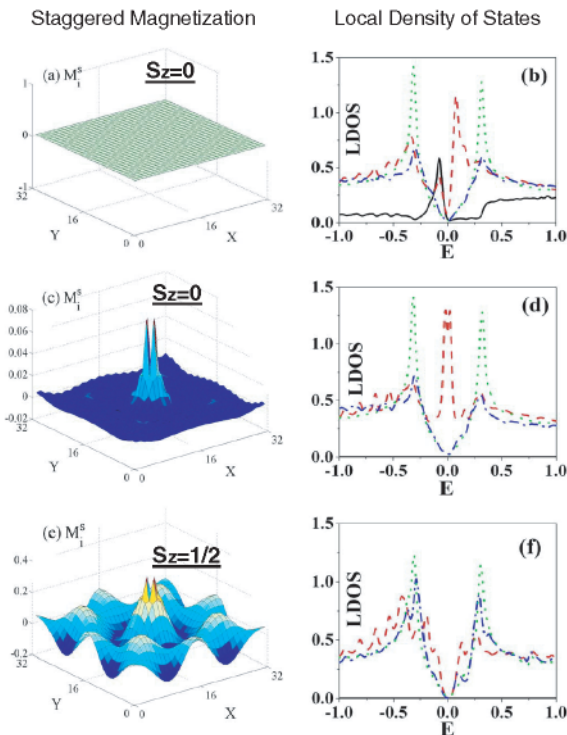 Staggered Magnetization
Local Density of States
(a) M_i^s
Sz=0
1
0
-1
32
16
0
Y
0
16
32
X
(b)
LDOS
1.5
1.0
0.5
0.0
-1.0 -0.5 0.0 0.5 1.0
E
(c) M_i^s
Sz=0
0.08
0.06
0.04
0.02
0
-0.02
32
16
0
Y
0
16
32
X
(d)
LDOS
1.5
1.0
0.5
0.0
-1.0 -0.5 0.0 0.5 1.0
E
(e) M_i^s
Sz=1/2
0.4
0.2
0
-0.2
32
16
0
Y
0
16
32
X
(f)
LDOS
1.5
1.0
0.5
0.0
-1.0 -0.5 0.0 0.5 1.0
E